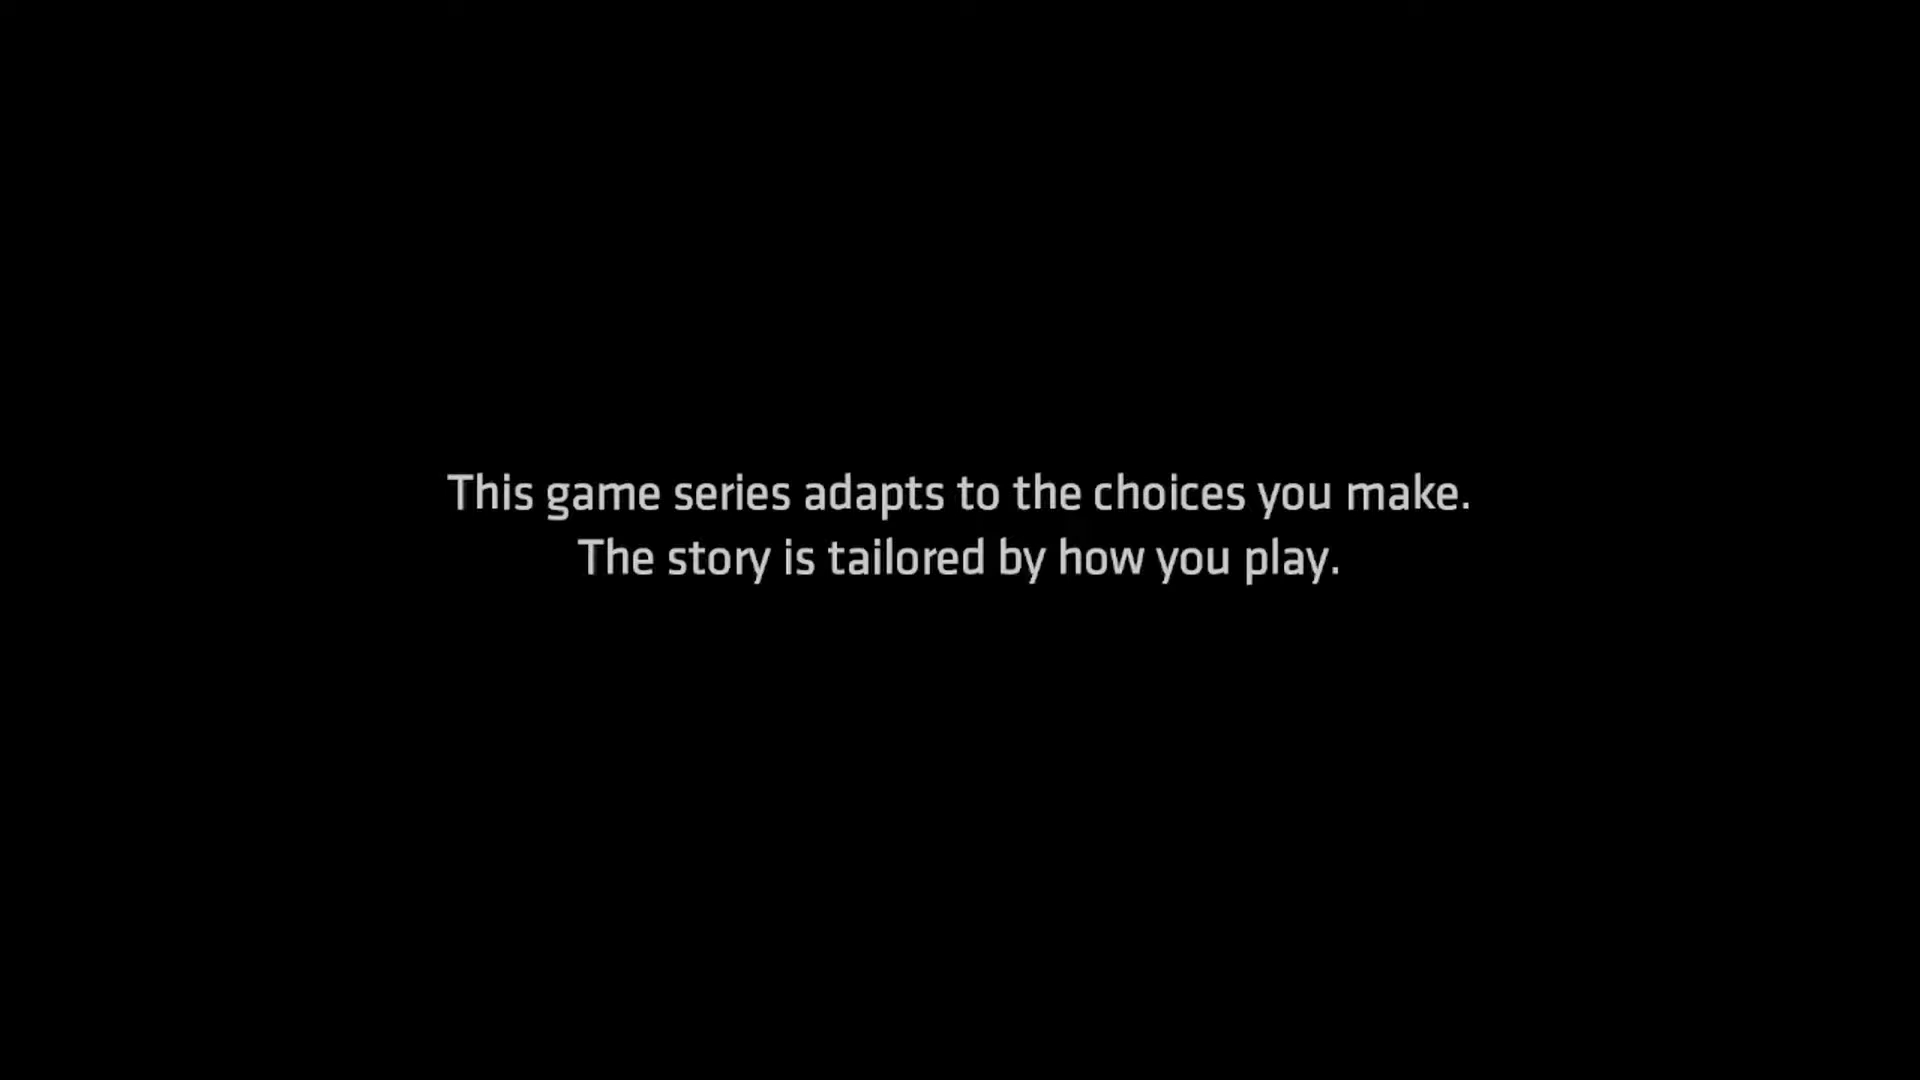 This game series adapts to the choices you make.
The story is tailored by how you play.